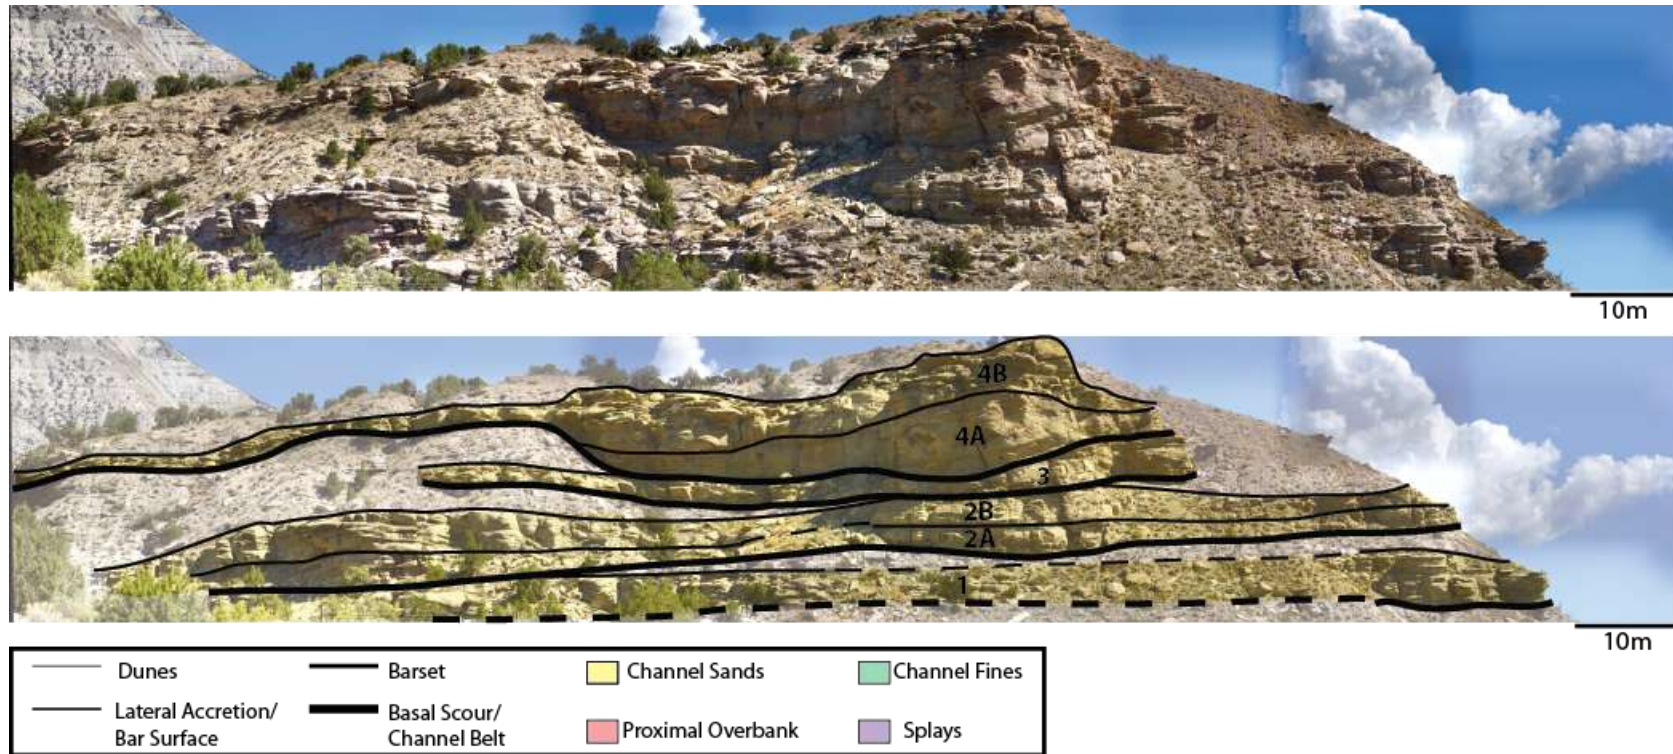 10m
4B
4A
3
2B
2A
1
10m
Dunes
Barset
Channel Sands
Channel Fines
Lateral Accretion/
Bar Surface
Basal Scour/
Channel Belt
Proximal Overbank
Splays